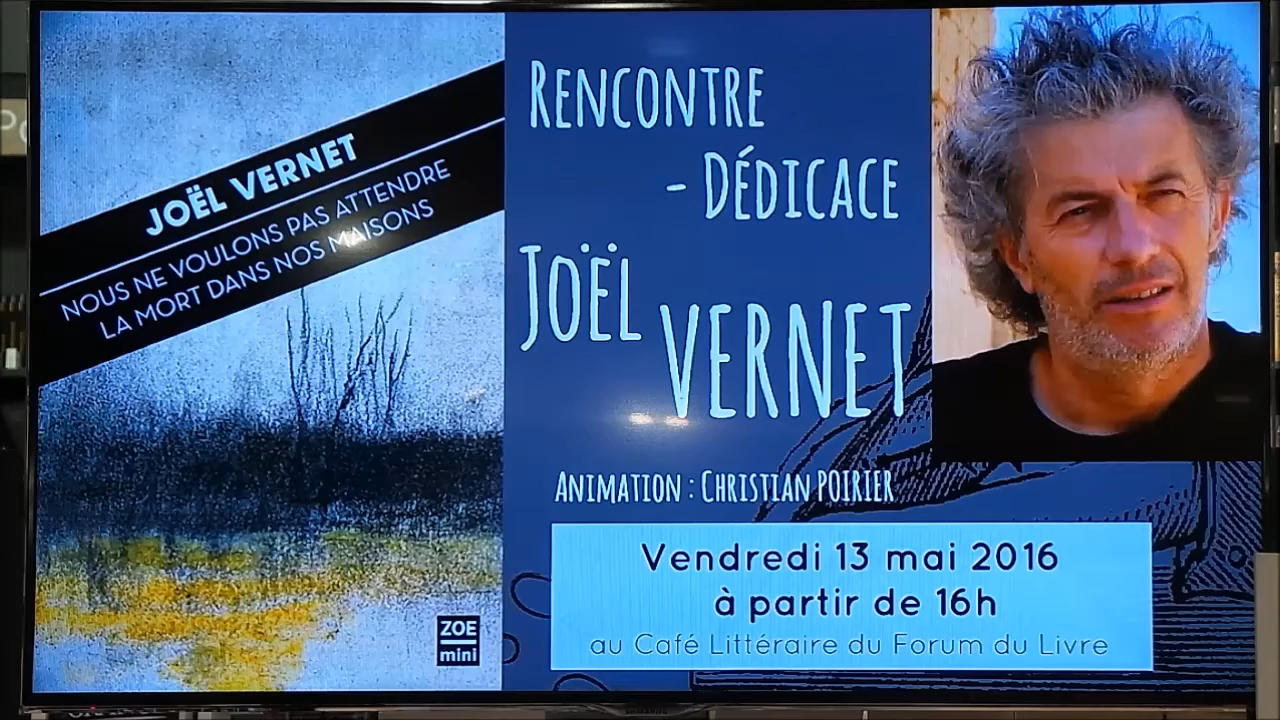 JOËL VERNET
NOUS NE VOULONS PAS ATTENDRE
LA MORT DANS NOS MAISONS
ZOE
mini
RENCONTRE
- DÉDICACE
JOËL
VERNET
ANIMATION : CHRISTIAN POIRIER
Vendredi 13 mai 2016
à partir de 16h
au Café Littéraire du Forum du Livre
SAMSUNG